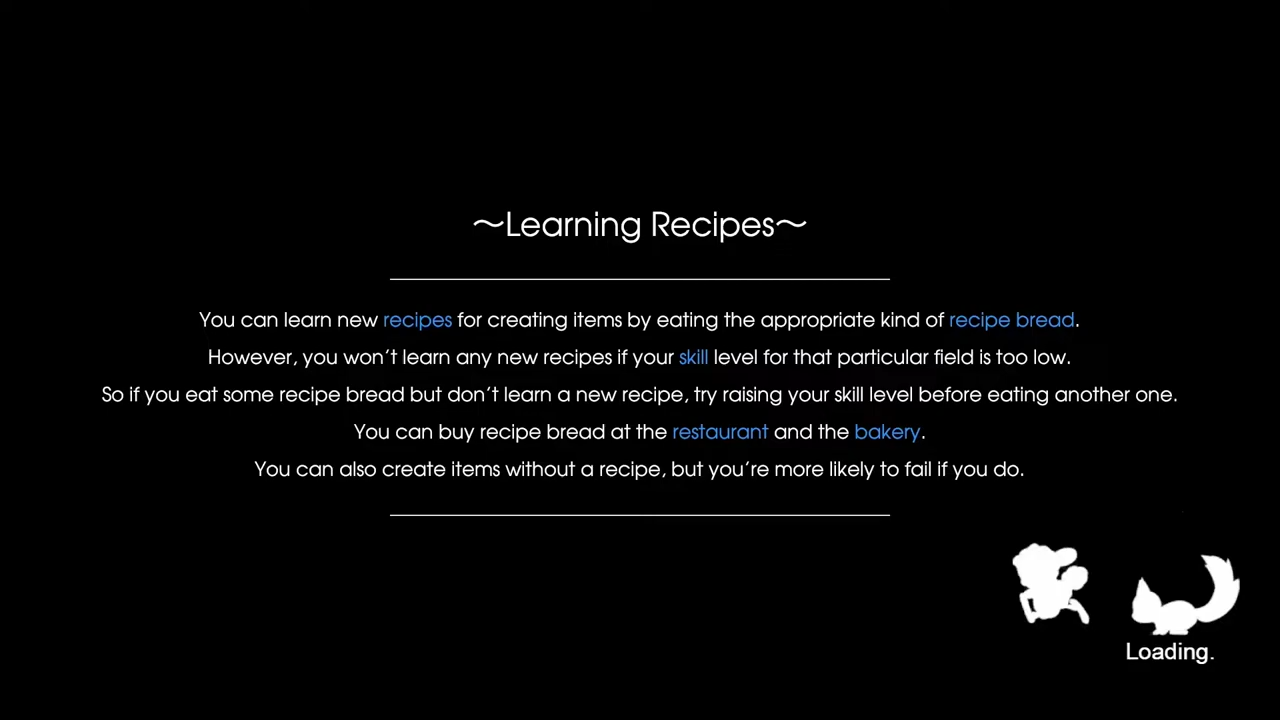 ～Learning Recipes～
You can learn new recipes for creating items by eating the appropriate kind of recipe bread.
However, you won't learn any new recipes if your skill level for that particular field is too low.
So if you eat some recipe bread but don't learn a new recipe, try raising your skill level before eating another one.
You can buy recipe bread at the restaurant and the bakery.
You can also create items without a recipe, but you're more likely to fail if you do.
Loading.